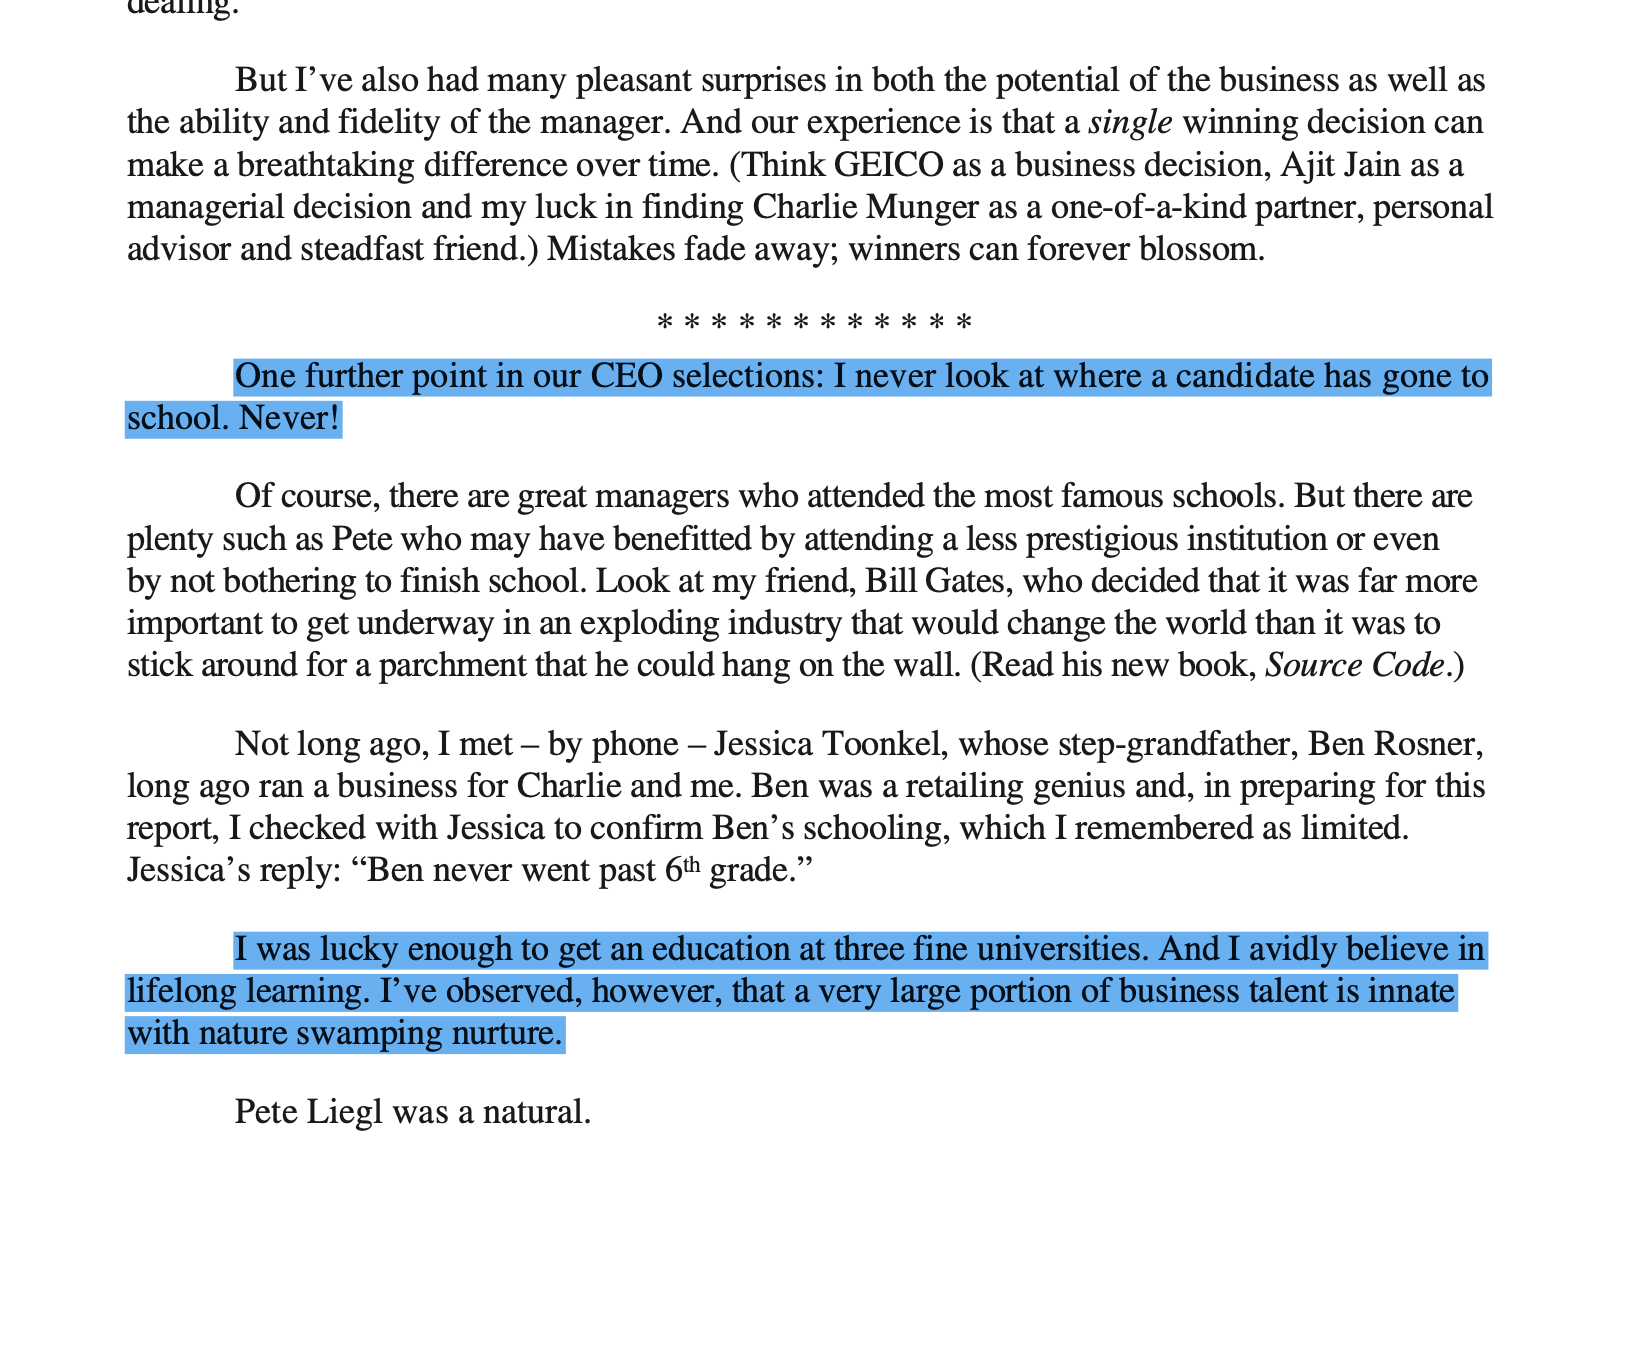 dealing.
But I’ve also had many pleasant surprises in both the potential of the business as well as
the ability and fidelity of the manager. And our experience is that a single winning decision can
make a breathtaking difference over time. (Think GEICO as a business decision, Ajit Jain as a
managerial decision and my luck in finding Charlie Munger as a one-of-a-kind partner, personal
advisor and steadfast friend.) Mistakes fade away; winners can forever blossom.
* * * * * * * * * * * *
One further point in our CEO selections: I never look at where a candidate has gone to
school. Never!
Of course, there are great managers who attended the most famous schools. But there are
plenty such as Pete who may have benefitted by attending a less prestigious institution or even
by not bothering to finish school. Look at my friend, Bill Gates, who decided that it was far more
important to get underway in an exploding industry that would change the world than it was to
stick around for a parchment that he could hang on the wall. (Read his new book, Source Code.)
Not long ago, I met – by phone – Jessica Toonkel, whose step-grandfather, Ben Rosner,
long ago ran a business for Charlie and me. Ben was a retailing genius and, in preparing for this
report, I checked with Jessica to confirm Ben’s schooling, which I remembered as limited.
Jessica’s reply: “Ben never went past 6th grade.”
I was lucky enough to get an education at three fine universities. And I avidly believe in
lifelong learning. I’ve observed, however, that a very large portion of business talent is innate
with nature swamping nurture.
Pete Liegl was a natural.